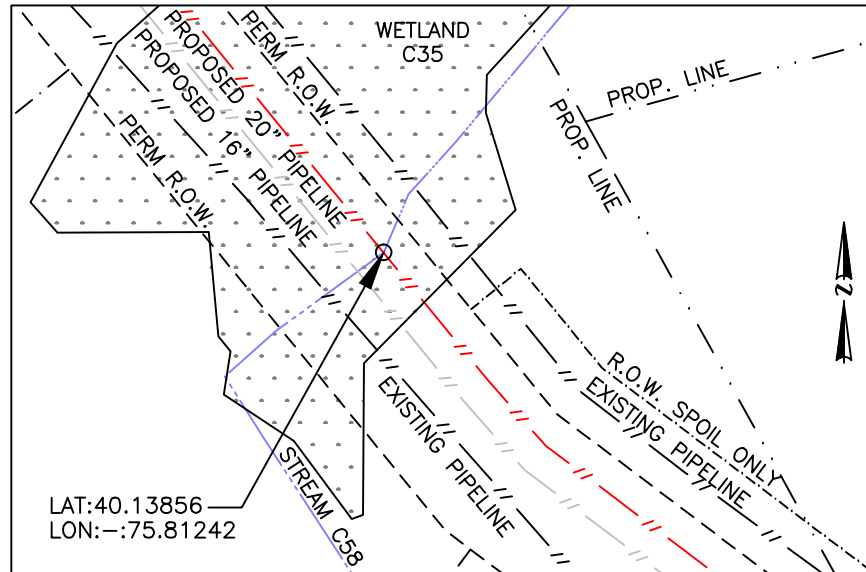 WETLAND
C35
PROPOSED 20" PIPELINE
PROPOSED 16" PIPELINE
PERM R.O.W.
PERM R.O.W.
PROP. LINE
PROP. LINE
N
R.O.W. SPOIL ONLY
EXISTING PIPELINE
EXISTING PIPELINE
STREAM C58
LAT:40.13856
LON:-:75.81242